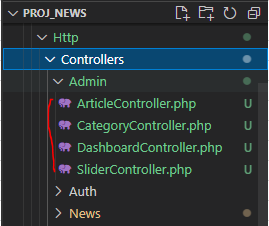 PROJ_NEWS
Http
Controllers
Admin
ArticleController.php U
CategoryController.php U
DashboardController.php U
SliderController.php U
Auth
News